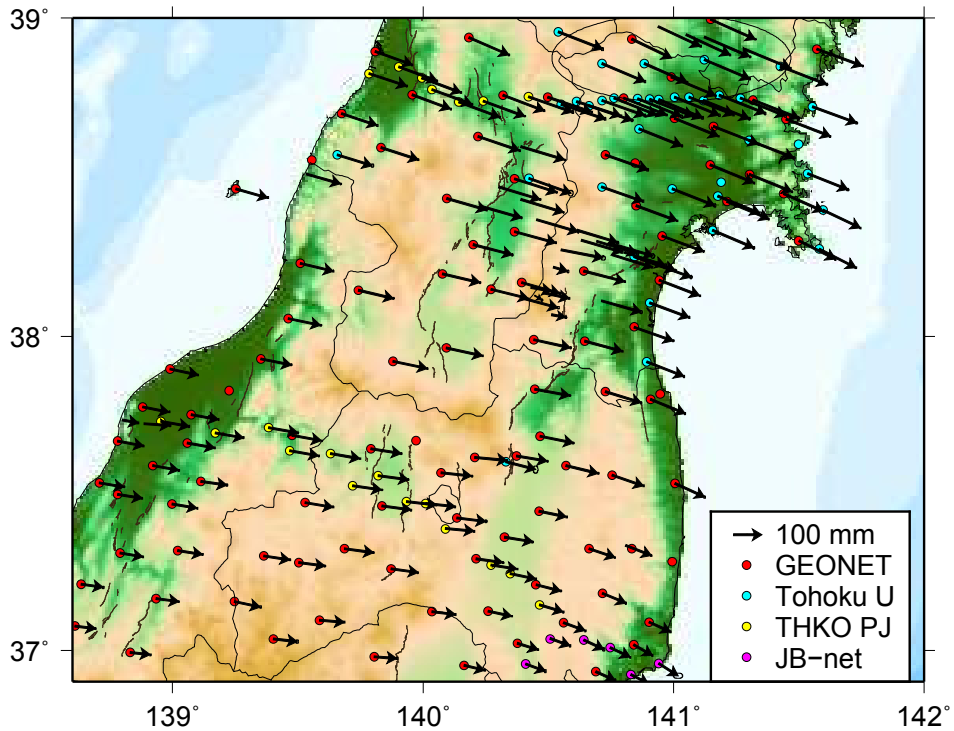 39˚
38˚
37˚
100 mm
GEONET
Tohoku U
THKO PJ
JB−net
139˚
140˚
141˚
142˚